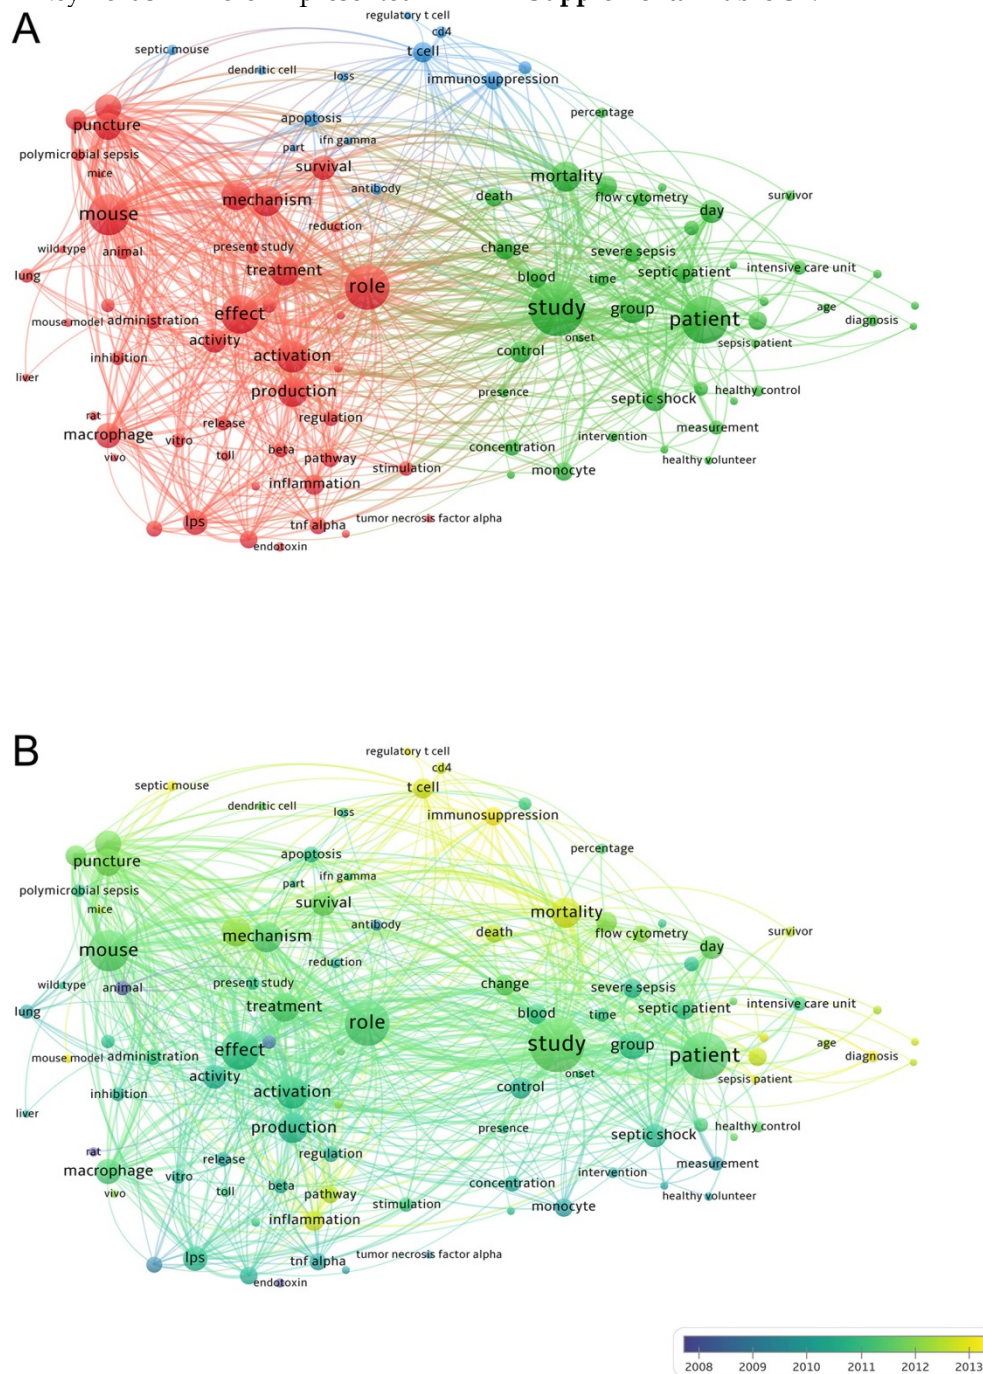 A
regulatory t cell
cd4
septic mouse
t cell
dendritic cell
loss
immunosuppression
percentage
puncture
apoptosis
part
ifn gamma
polymicrobial sepsis
survival
mice
mortality
antibody
death
flow cytometry
survivor
mouse
mechanism
day
reduction
wild type
animal
present study
change
severe sepsis
lung
treatment
blood
time
septic patient
intensive care unit
role
effect
study
group
patient
age
mouse model
administration
diagnosis
activity
onset
sepsis patient
inhibition
activation
control
liver
production
presence
septic shock
healthy control
rat
release
regulation
macrophage
vitro
measurement
vivo
toll
beta
pathway
stimulation
concentration
intervention
healthy volunteer
inflammation
monocyte
lps
tnf alpha
tumor necrosis factor alpha
endotoxin
B
regulatory t cell
cd4
septic mouse
t cell
dendritic cell
loss
immunosuppression
percentage
puncture
apoptosis
part
ifn gamma
polymicrobial sepsis
survival
mice
mortality
antibody
death
flow cytometry
survivor
mouse
mechanism
day
reduction
wild type
animal
present study
change
severe sepsis
lung
treatment
blood
time
septic patient
intensive care unit
role
effect
study
group
patient
age
mouse model
administration
diagnosis
activity
onset
sepsis patient
inhibition
activation
control
liver
production
presence
septic shock
healthy control
rat
release
regulation
macrophage
vitro
measurement
vivo
toll
beta
pathway
stimulation
concentration
intervention
healthy volunteer
inflammation
monocyte
lps
tnf alpha
tumor necrosis factor alpha
endotoxin
2008 2009 2010 2011 2012 2013